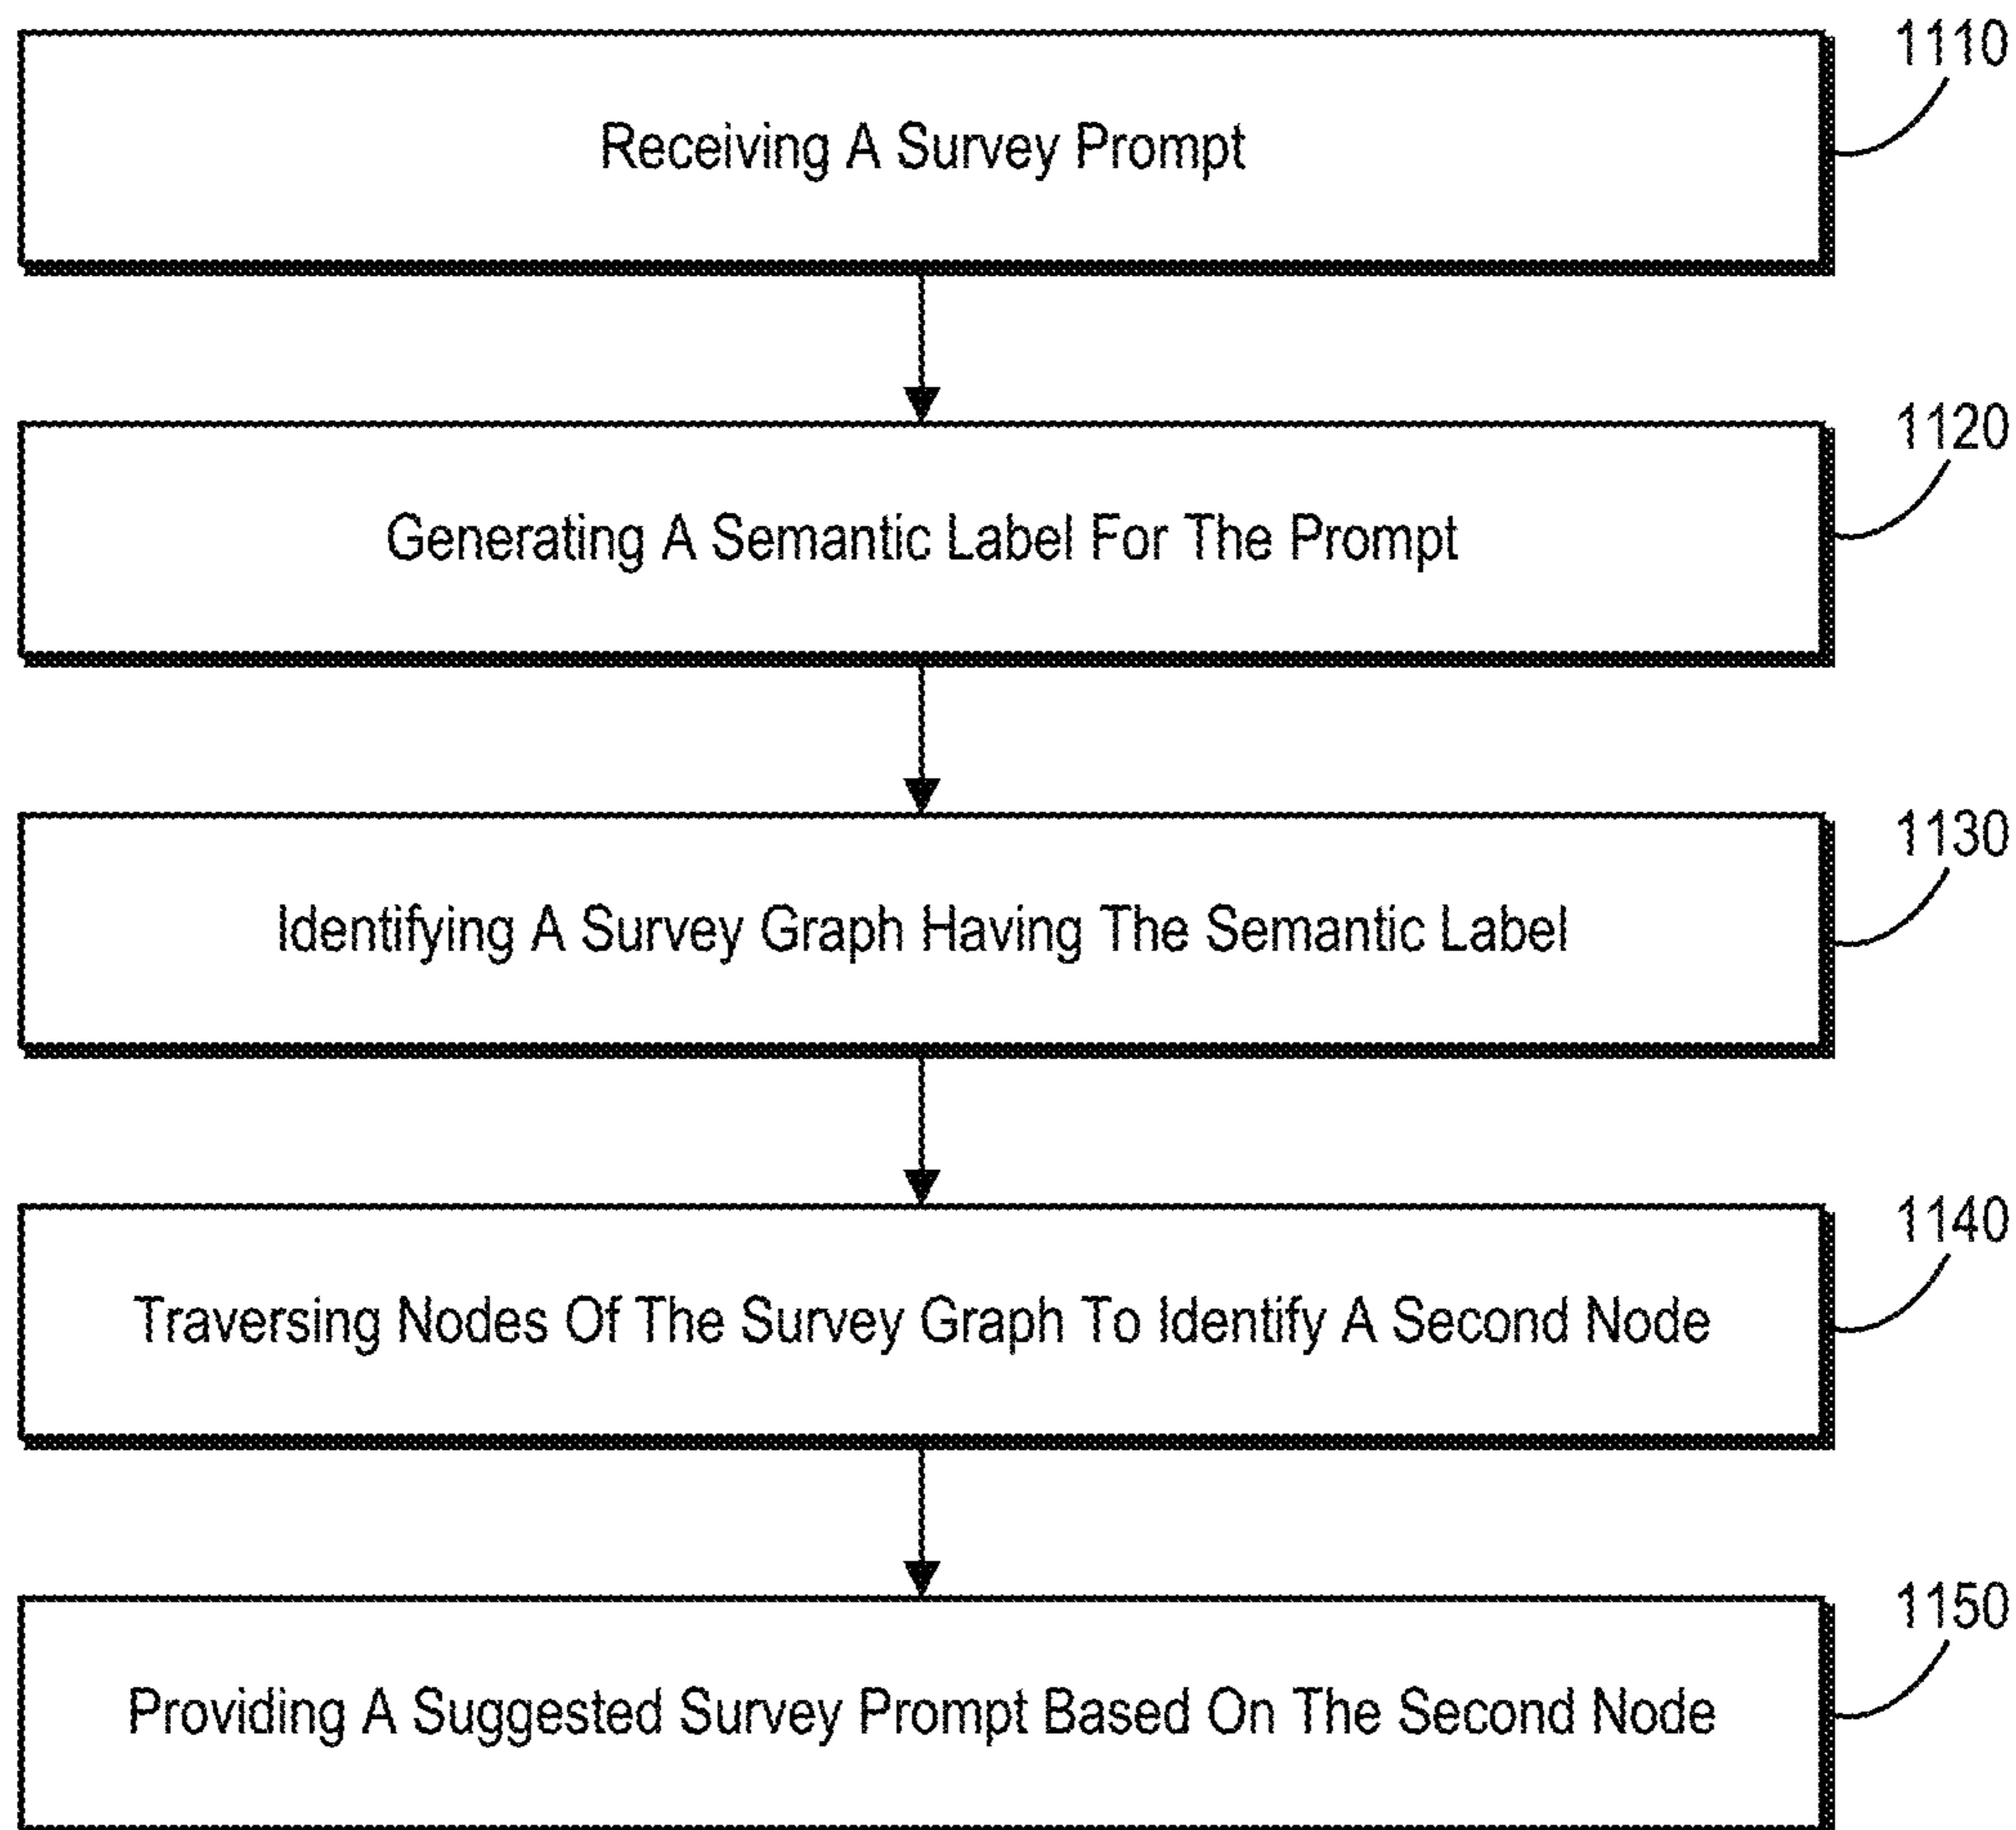 1110
Receiving A Survey Prompt
1120
Generating A Semantic Label For The Prompt
1130
Identifying A Survey Graph Having The Semantic Label
1140
Traversing Nodes Of The Survey Graph To Identify A Second Node
1150
Providing A Suggested Survey Prompt Based On The Second Node